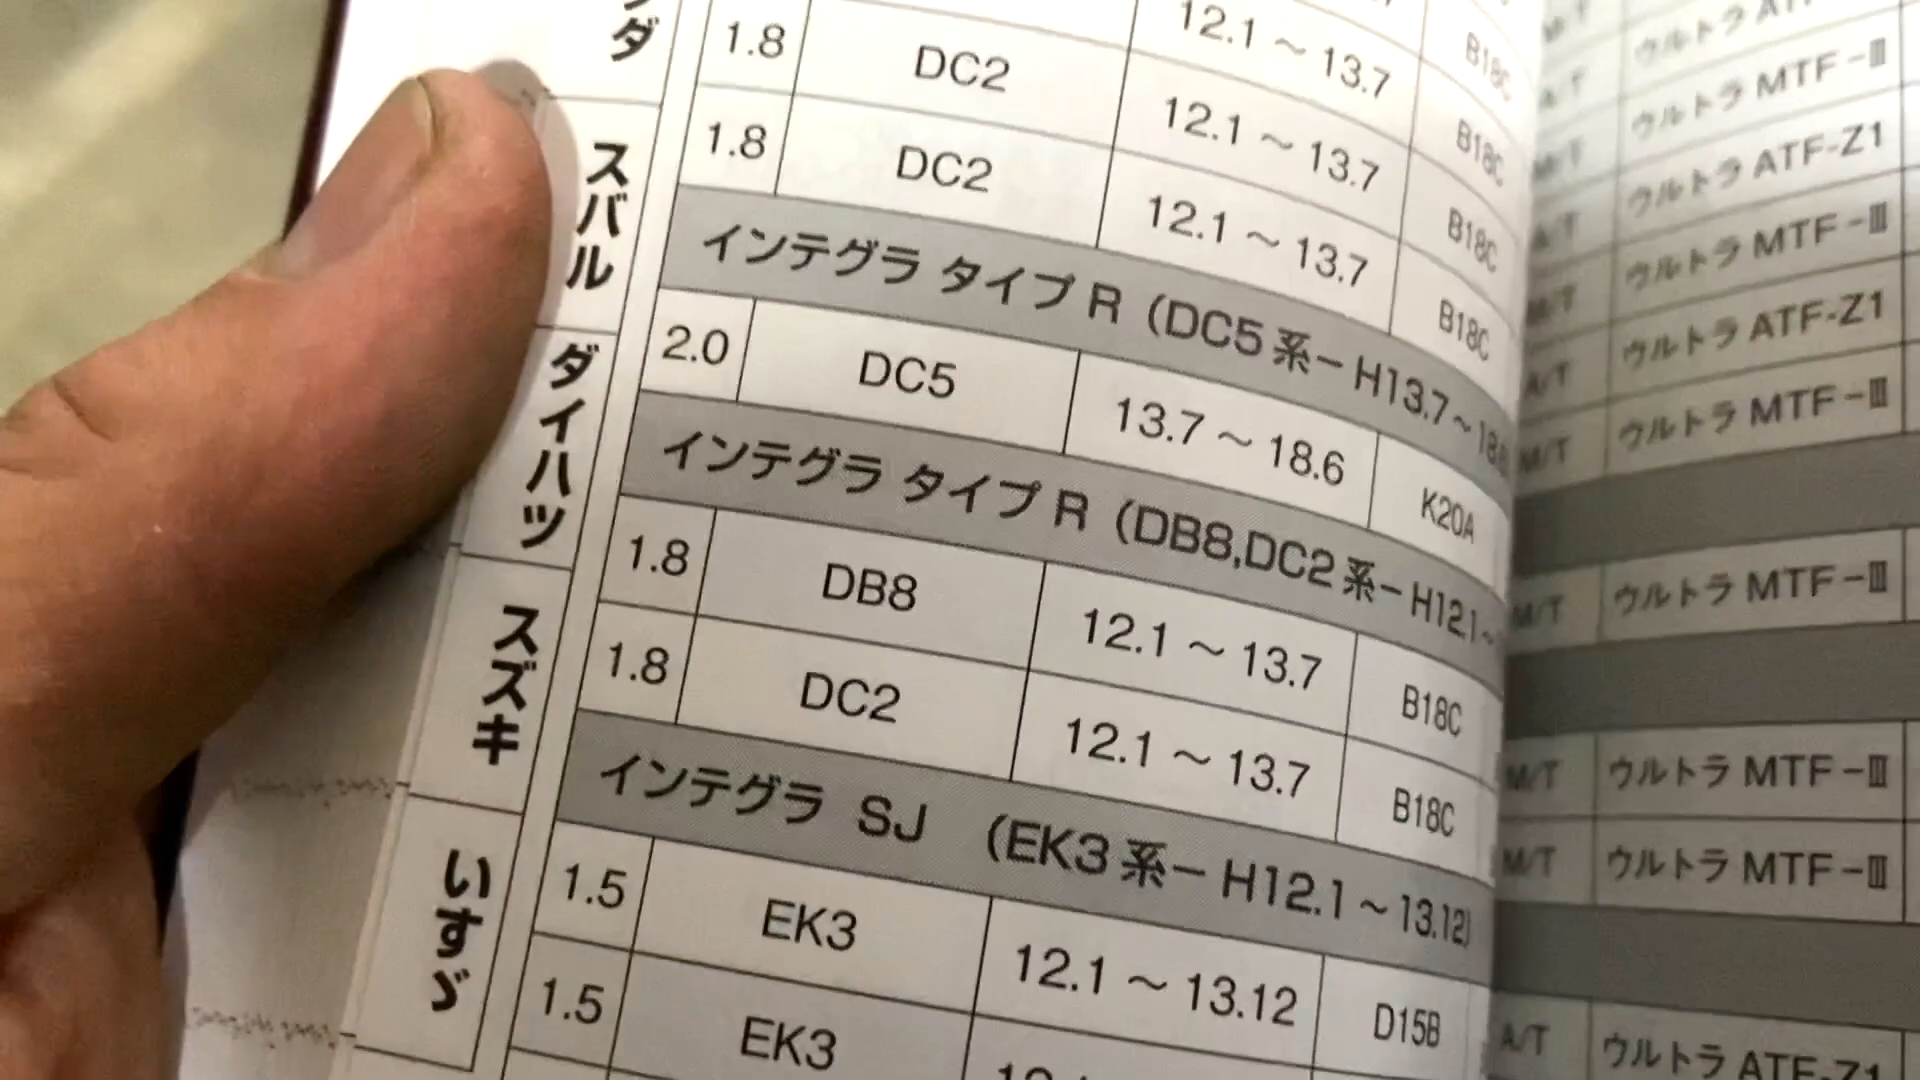 ダ
スバル
ダイハツ
スズキ
いすゞ
1.8 DC2 12.1 ～ 13.7 B18C
1.8 DC2 12.1 ～ 13.7 B18C
12.1 ～ 13.7 B18C
インテグラ タイプ R (DC5 系－ H13.7～18.6
2.0 DC5 13.7 ～ 18.6 K20A
インテグラ タイプ R (DB8,DC2 系－ H12.1～
1.8 DB8 12.1 ～ 13.7 B18C
1.8 DC2 12.1 ～ 13.7 B18C
インテグラ SJ (EK3 系－ H12.1 ～ 13.12)
1.5 EK3 12.1 ～ 13.12 D15B
1.5 EK3
ウルトラ MTF－Ⅲ
ウルトラ ATF-Z1
A/T ウルトラ MTF－Ⅲ
M/T ウルトラ ATF-Z1
A/T
M/T ウルトラ MTF－Ⅲ
M/T ウルトラ MTF－Ⅲ
M/T ウルトラ MTF－Ⅲ
M/T ウルトラ MTF－Ⅲ
A/T ウルトラ ATF-Z1